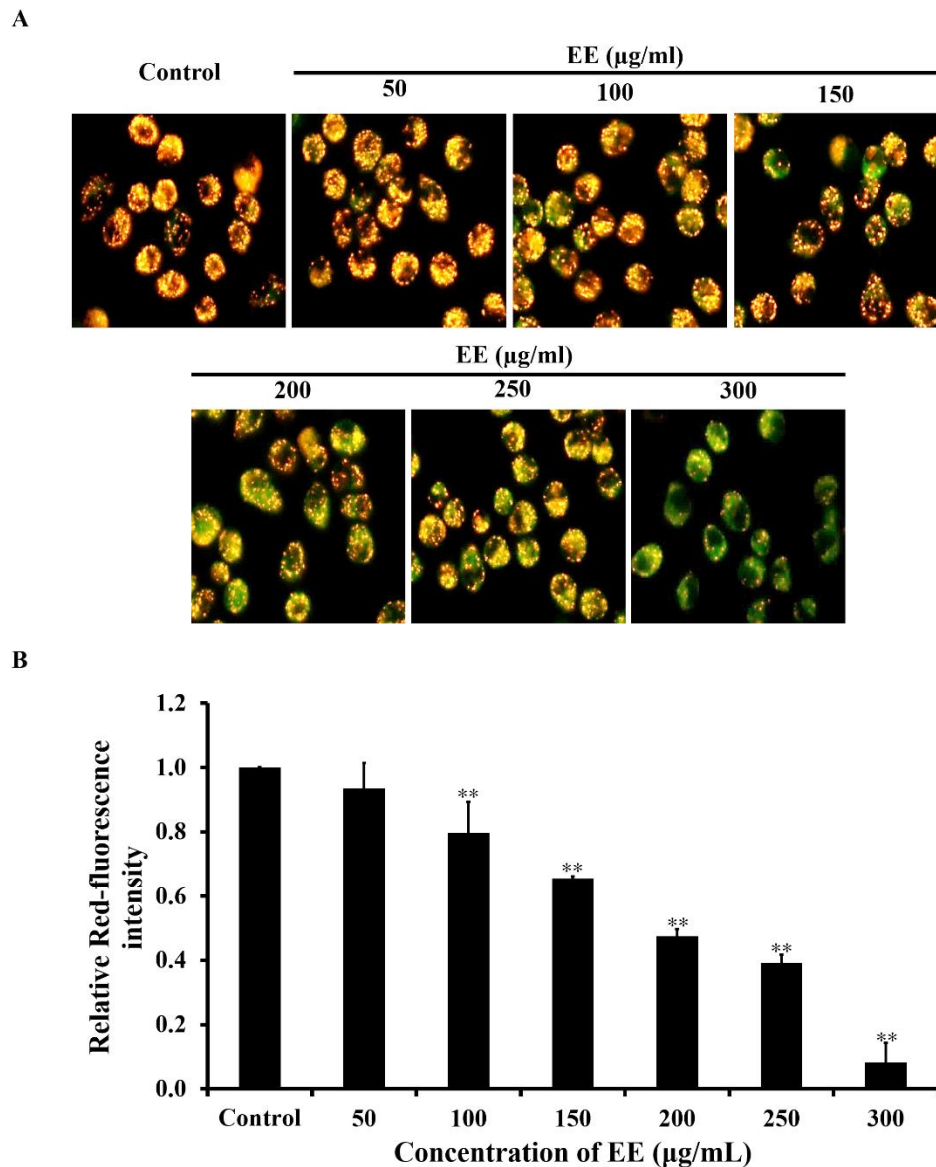 A
Control
EE (µg/ml)
50 100 150
EE (µg/ml)
200 250 300
B
Relative Red-fluorescence
intensity
1.2
1.0
0.8
0.6
0.4
0.2
0.0
**
**
**
**
**
Control 50 100 150 200 250 300
Concentration of EE (µg/mL)